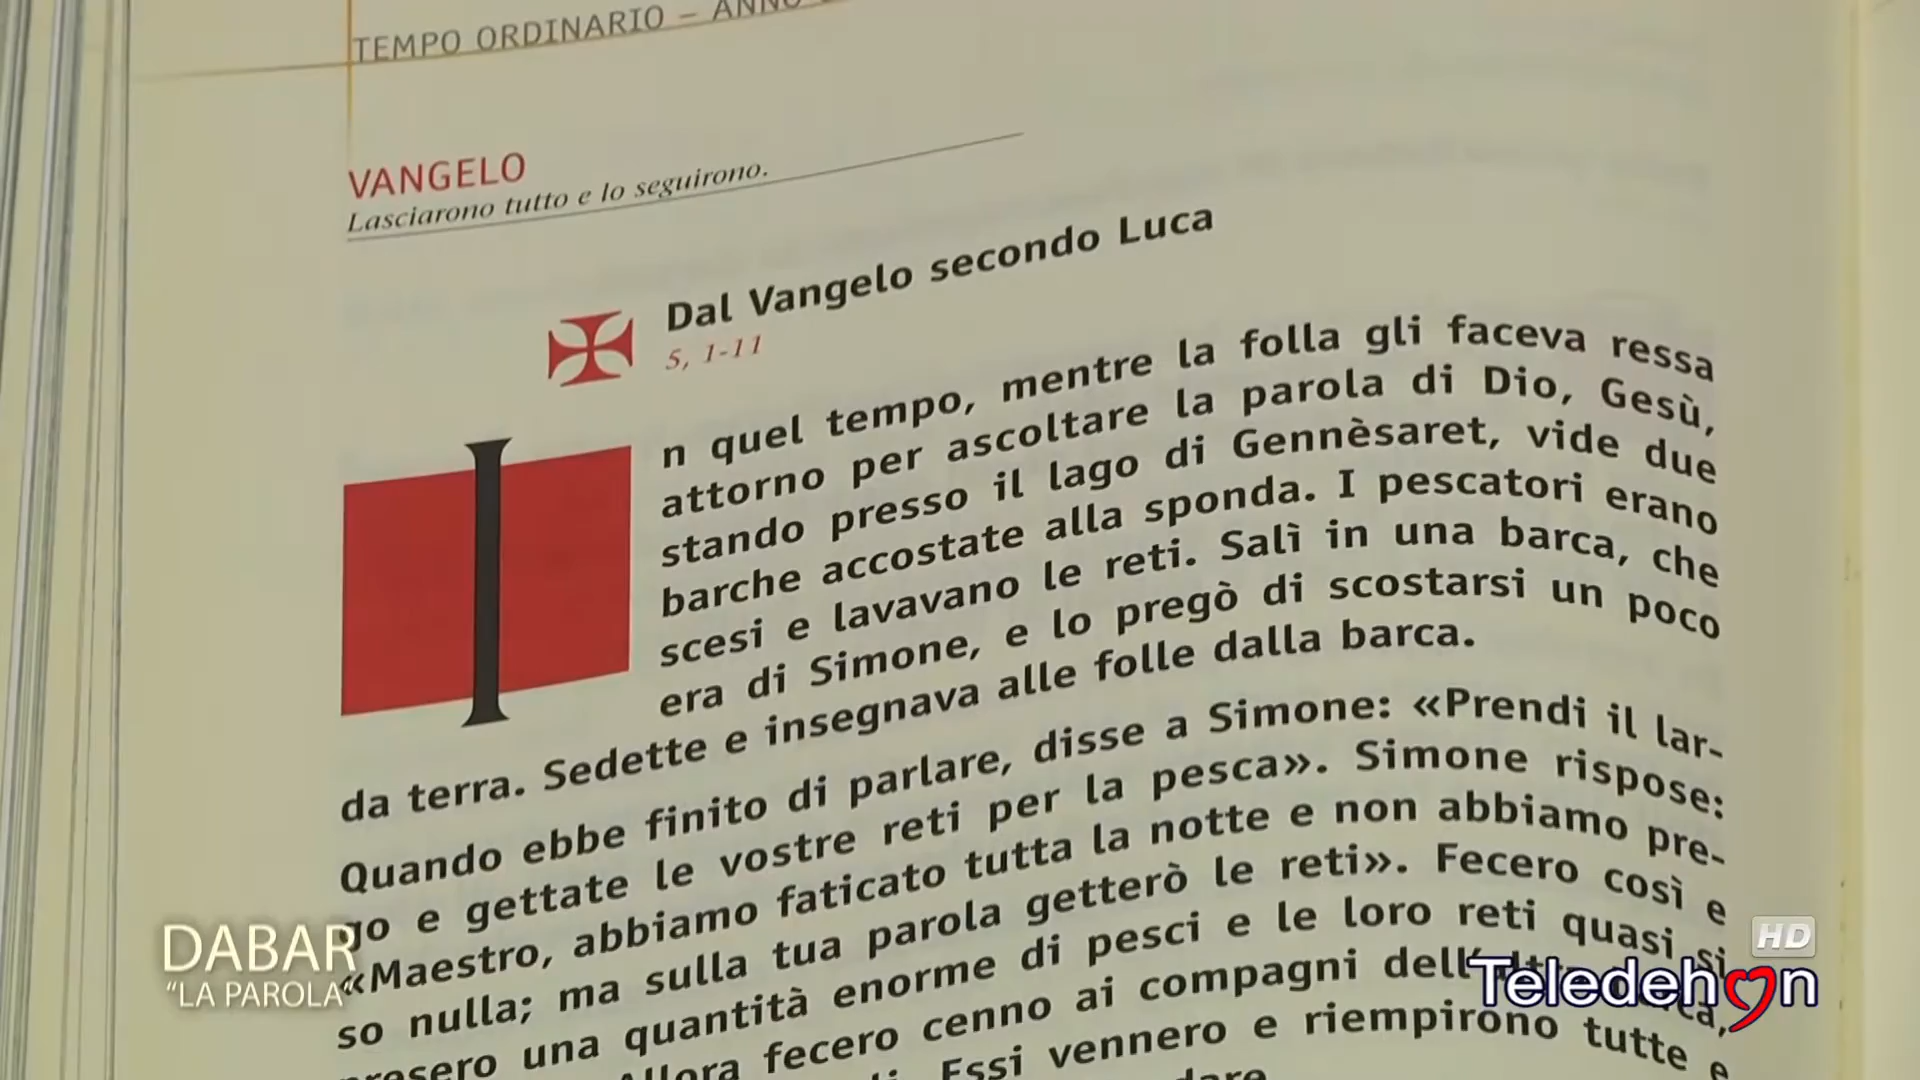 TEMPO ORDINARIO – ANNO
VANGELO
Lasciarono tutto e lo seguirono.
Dal Vangelo secondo Luca
5, 1-11
In quel tempo, mentre la folla gli faceva ressa
attorno per ascoltare la parola di Dio, Gesù,
stando presso il lago di Gennèsaret, vide due
barche accostate alla sponda. I pescatori erano
scesi e lavavano le reti. Salì in una barca, che
era di Simone, e lo pregò di scostarsi un poco
da terra. Sedette e insegnava alle folle dalla barca.
Quando ebbe finito di parlare, disse a Simone: «Prendi il lar-
go e gettate le vostre reti per la pesca». Simone rispose:
«Maestro, abbiamo faticato tutta la notte e non abbiamo pre-
so nulla; ma sulla tua parola getterò le reti». Fecero così e
presero una quantità enorme di pesci e le loro reti quasi si
Allora fecero cenno ai compagni
Essi vennero e riempirono tutte e
DABAR
"LA PAROLA"
HD
Teledehon